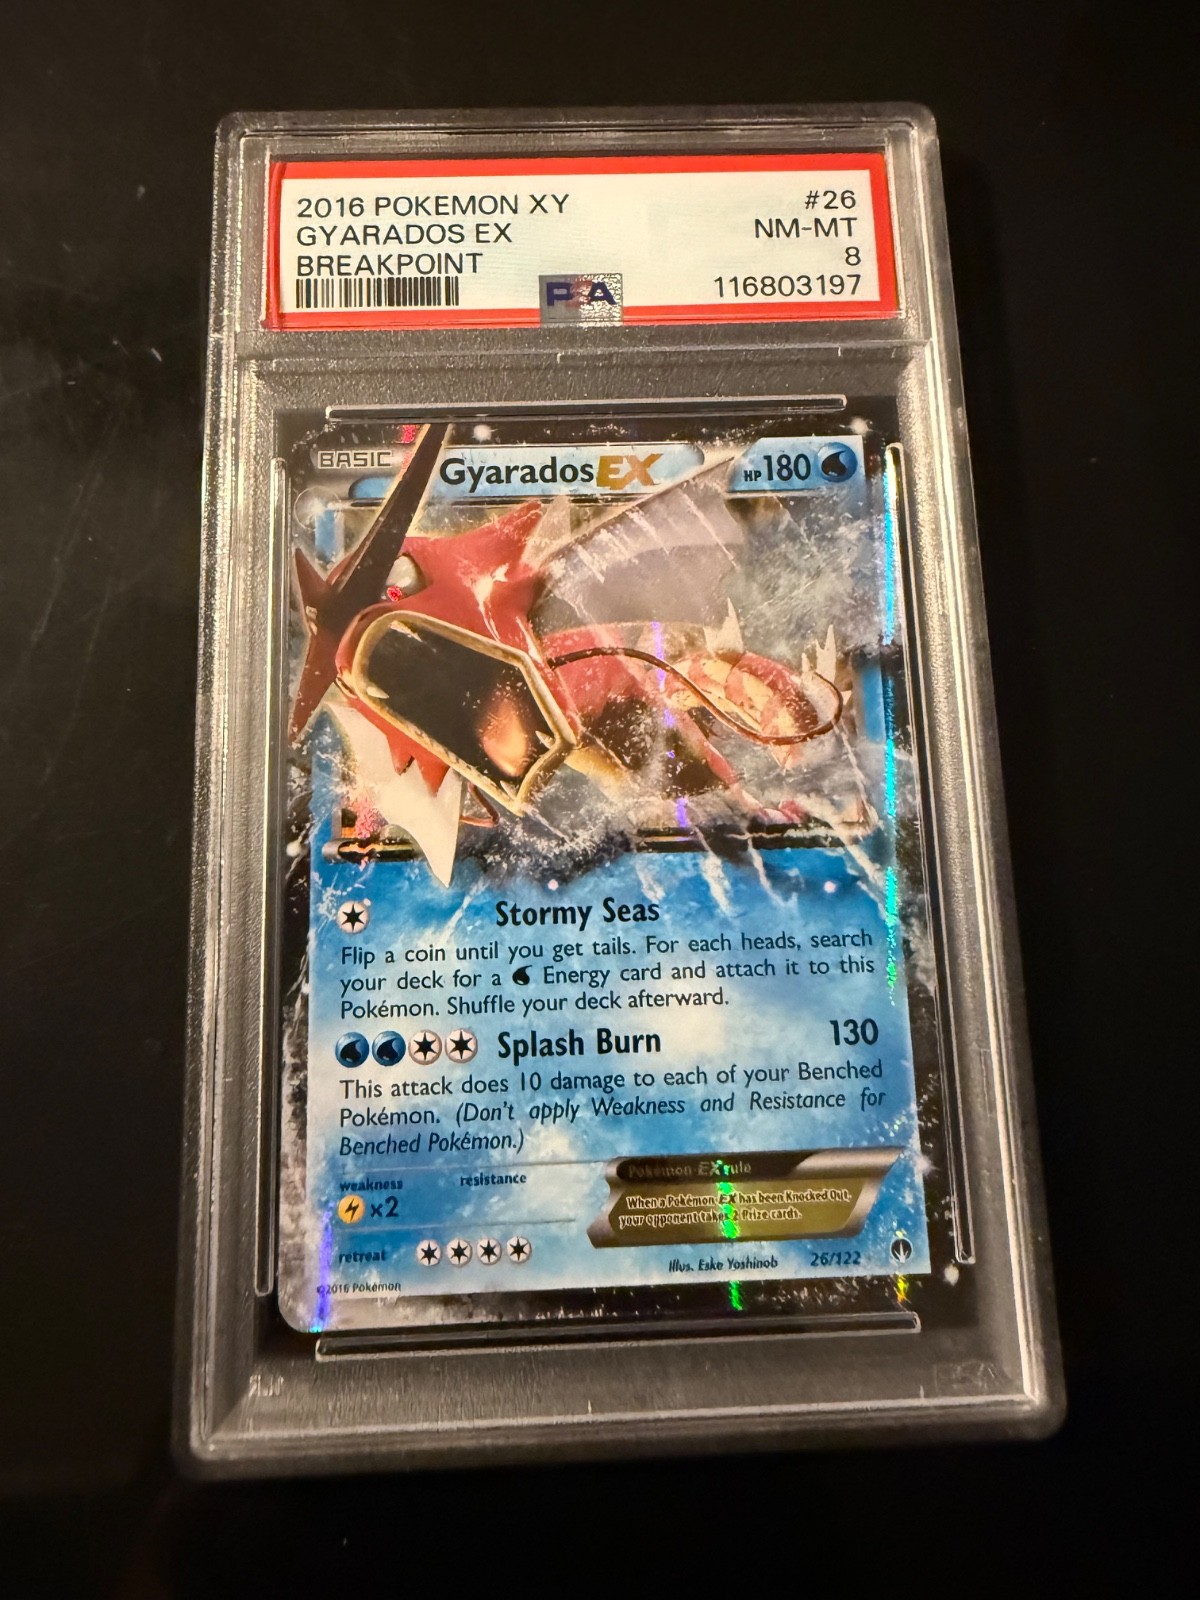 2016 POKEMON XY #26
GYARADOS EX NM-MT
BREAKPOINT 8
PSA 116803197
BASIC Gyarados EX HP 180
Stormy Seas
Flip a coin until you get tails. For each heads, search
your deck for a Energy card and attach it to this
Pokémon. Shuffle your deck afterward.
Splash Burn 130
This attack does 10 damage to each of your Benched
Pokémon. (Don't apply Weakness and Resistance for
Benched Pokémon.)
weakness resistance
×2
Pokémon-EX rule
When a Pokémon-EX has been Knocked Out,
your opponent takes 2 Prize cards.
retreat
Illus. Eske Yoshinob 26/122
©2016 Pokémon